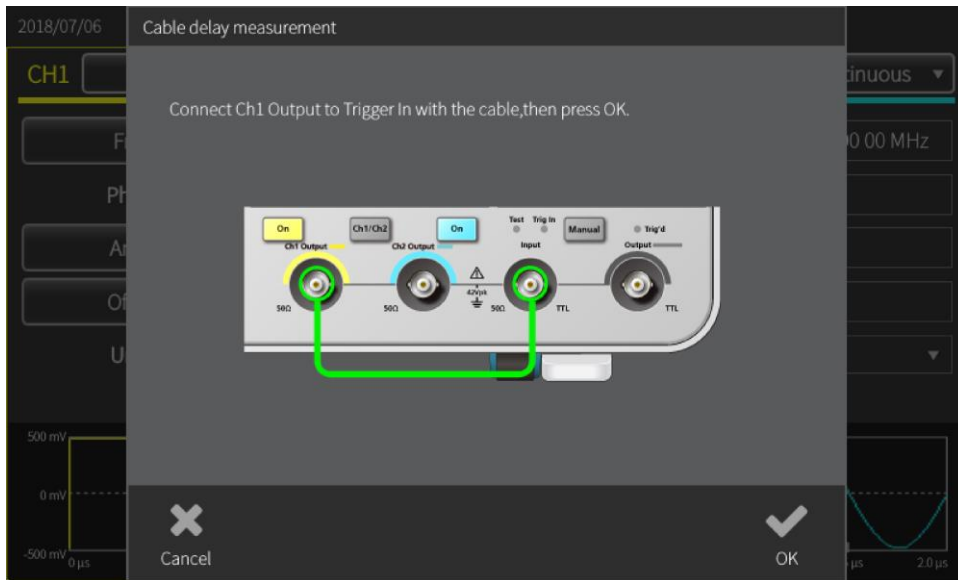 2018/07/06
Cable delay measurement
CH1
tinuous
Connect Ch1 Output to Trigger In with the cable,then press OK.
00 MHz
On
Ch1/Ch2
On
Test Trig In
Manual
Trig'd
Ch1 Output
Ch2 Output
Input
Output
42Vpk
50Ω
50Ω
50Ω
TTL
TTL
500 mV
0 mV
-500 mV
0 µs
µs
2.0 µs
Cancel
OK